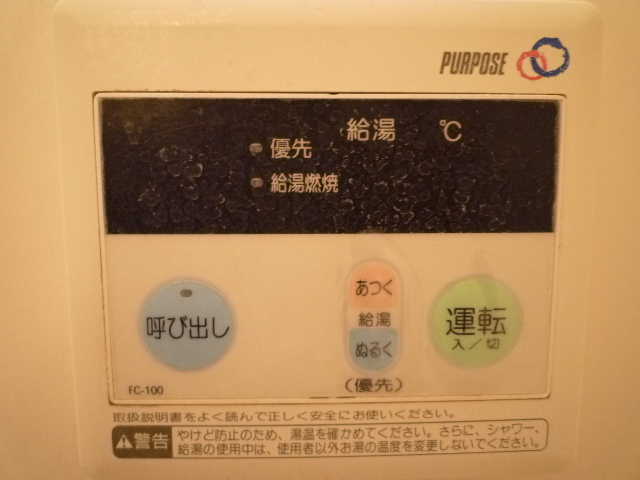 PURPOSE
給湯 ℃
優先
給湯燃焼
呼び出し
あつく
給湯
ぬるく
(優先)
運転
入/切
FC-100
取扱説明書をよく読んで正しく安全にお使いください。
警告
やけど防止のため、湯温を確かめてください。さらに、シャワー、
給湯の使用中は、使用者以外お湯の温度を変更しないでください。